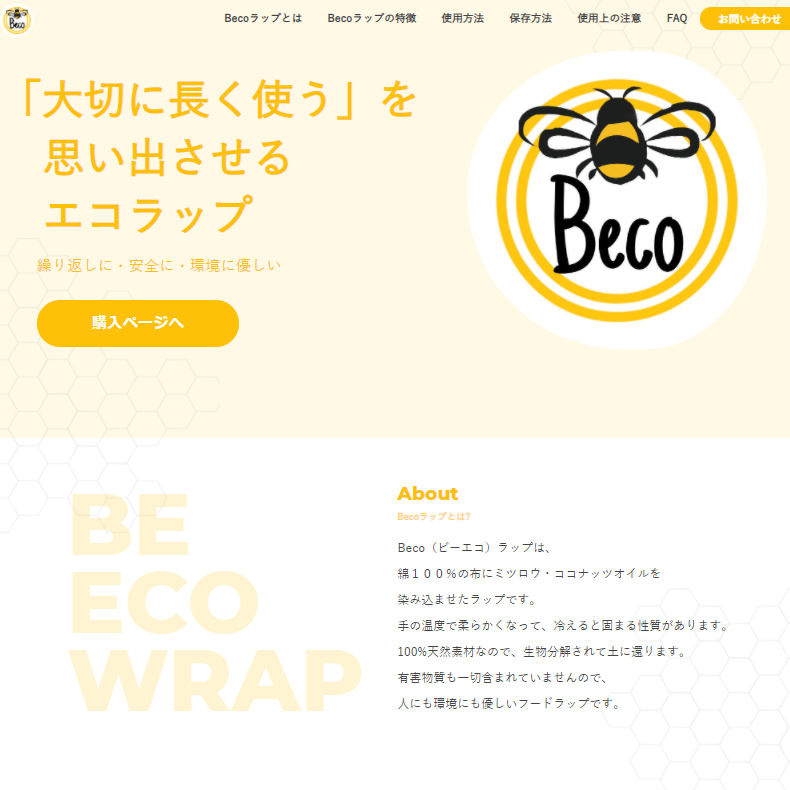 Beco
Becoラップとは
Becoラップの特徴
使用方法
保存方法
使用上の注意
FAQ
お問い合わせ
「大切に長く使う」を
思い出させる
エコラップ
繰り返しに・安全に・環境に優しい
購入ページへ
Beco
BE
ECO
WRAP
About
Becoラップとは?
Beco（ビーエコ）ラップは、
綿１００％の布にミツロウ・ココナッツオイルを
染み込ませたラップです。
手の温度で柔らかくなって、冷えると固まる性質があります。
100%天然素材なので、生物分解されて土に還ります。
有害物質も一切含まれていませんので、
人にも環境にも優しいフードラップです。